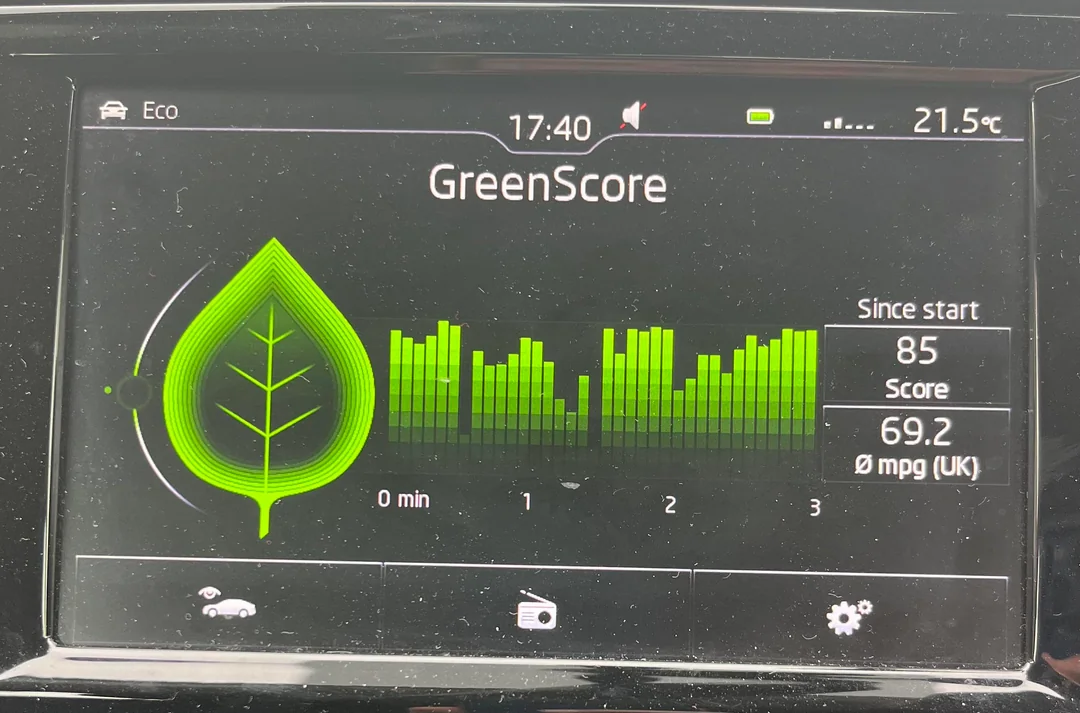 Eco
17:40
21.5°C
GreenScore
Since start
85
Score
69.2
Ø mpg (UK)
0 min 1 2 3